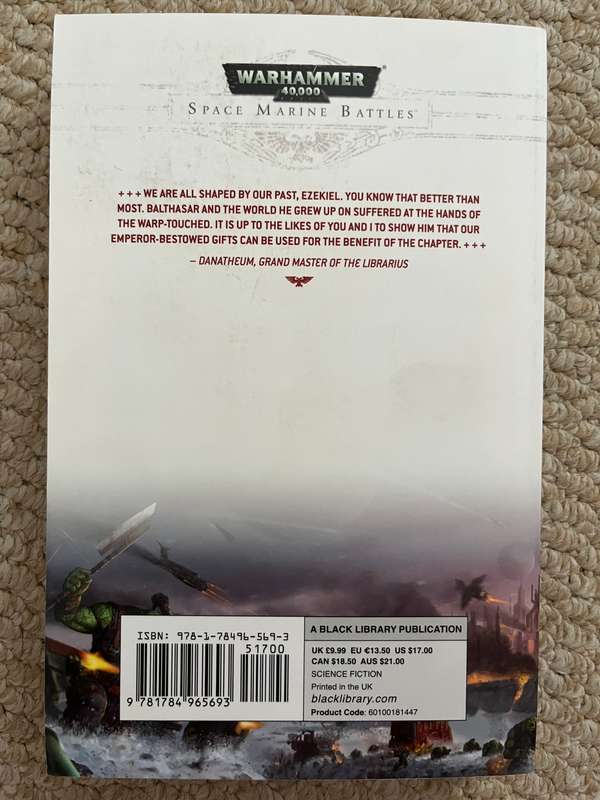 WARHAMMER®
40,000
SPACE MARINE BATTLES™
+ + + WE ARE ALL SHAPED BY OUR PAST, EZEKIEL. YOU KNOW THAT BETTER THAN
MOST. BALTHASAR AND THE WORLD HE GREW UP ON SUFFERED AT THE HANDS OF
THE WARP-TOUCHED. IT IS UP TO THE LIKES OF YOU AND I TO SHOW HIM THAT OUR
EMPEROR-BESTOWED GIFTS CAN BE USED FOR THE BENEFIT OF THE CHAPTER. + + +
– DANATHEUM, GRAND MASTER OF THE LIBRARIUS
ISBN: 978-1-78496-569-3
51700
9 781784 965693
A BLACK LIBRARY PUBLICATION
UK £9.99 EU €13.50 US $17.00
CAN $18.50 AUS $21.00
SCIENCE FICTION
Printed in the UK
blacklibrary.com
Product Code: 60100181447